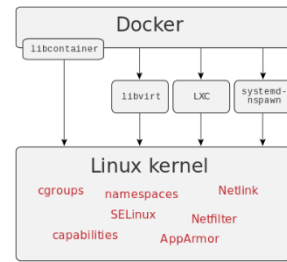 Docker
libcontainer
libvirt
LXC
systemd-
nspawn
Linux kernel
cgroups
namespaces
Netlink
SELinux
Netfilter
capabilities
AppArmor